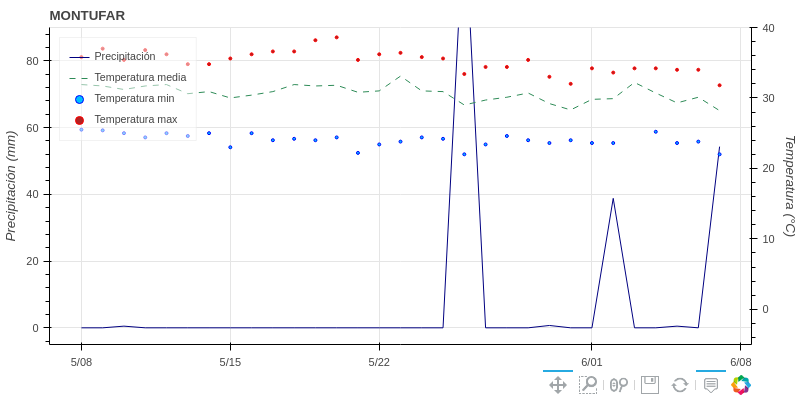 MONTUFAR
Precipitación
Temperatura media
Temperatura min
Temperatura max
Precipitación (mm)
80
60
40
20
0
Temperatura (°C)
40
30
20
10
0
5/08
5/15
5/22
6/01
6/08